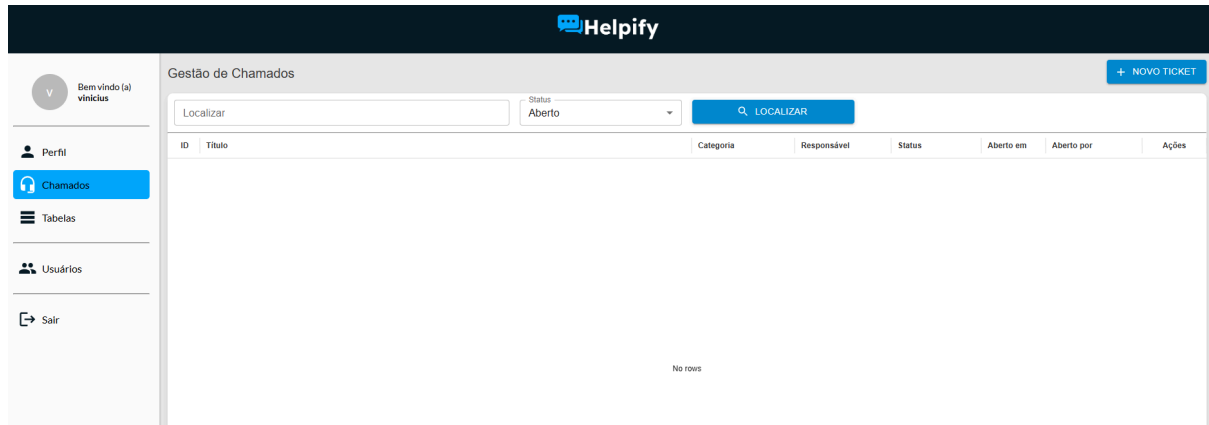 Helpify
V
Bem vindo (a)
vinicius
Perfil
Chamados
Tabelas
Usuários
Sair
Gestão de Chamados
+ NOVO TICKET
Localizar
Status
Aberto
LOCALIZAR
ID Título Categoria Responsável Status Aberto em Aberto por Ações
No rows